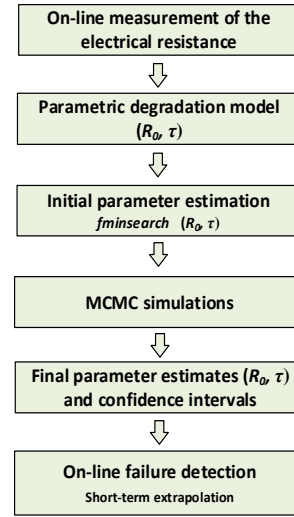 On-line measurement of the
electrical resistance
Parametric degradation model
(R₀, τ)
Initial parameter estimation
fminsearch (R₀, τ)
MCMC simulations
Final parameter estimates (R₀, τ)
and confidence intervals
On-line failure detection
Short-term extrapolation